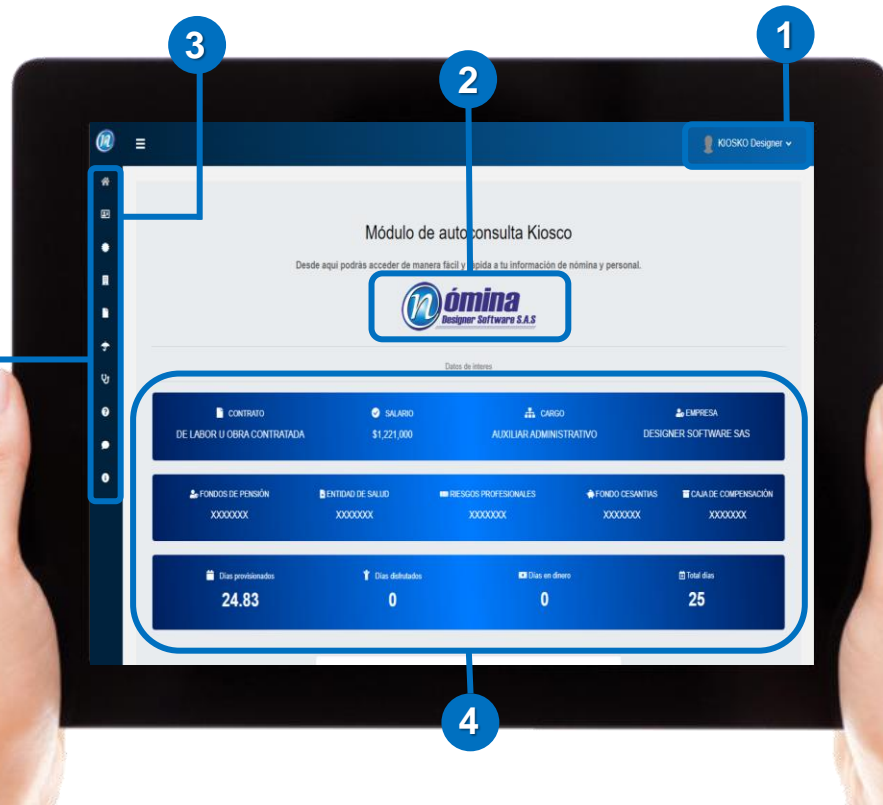 3
1
2
n
KIOSKO Designer
Módulo de autoconsulta Kiosco
Desde aquí podrás acceder de manera fácil y rápida a tu información de nómina y personal.
nómina
Designer Software S.A.S
Datos de interes
CONTRATO SALARIO CARGO EMPRESA
DE LABOR U OBRA CONTRATADA $1,221,000 AUXILIAR ADMINISTRATIVO DESIGNER SOFTWARE SAS
FONDOS DE PENSIÓN ENTIDAD DE SALUD RIESGOS PROFESIONALES FONDO CESANTIAS CAJA DE COMPENSACIÓN
XXXXXXX XXXXXXX XXXXXXX XXXXXXX XXXXXXX
Días provisionados Días disfrutados Días en dinero Total días
24.83 0 0 25
4